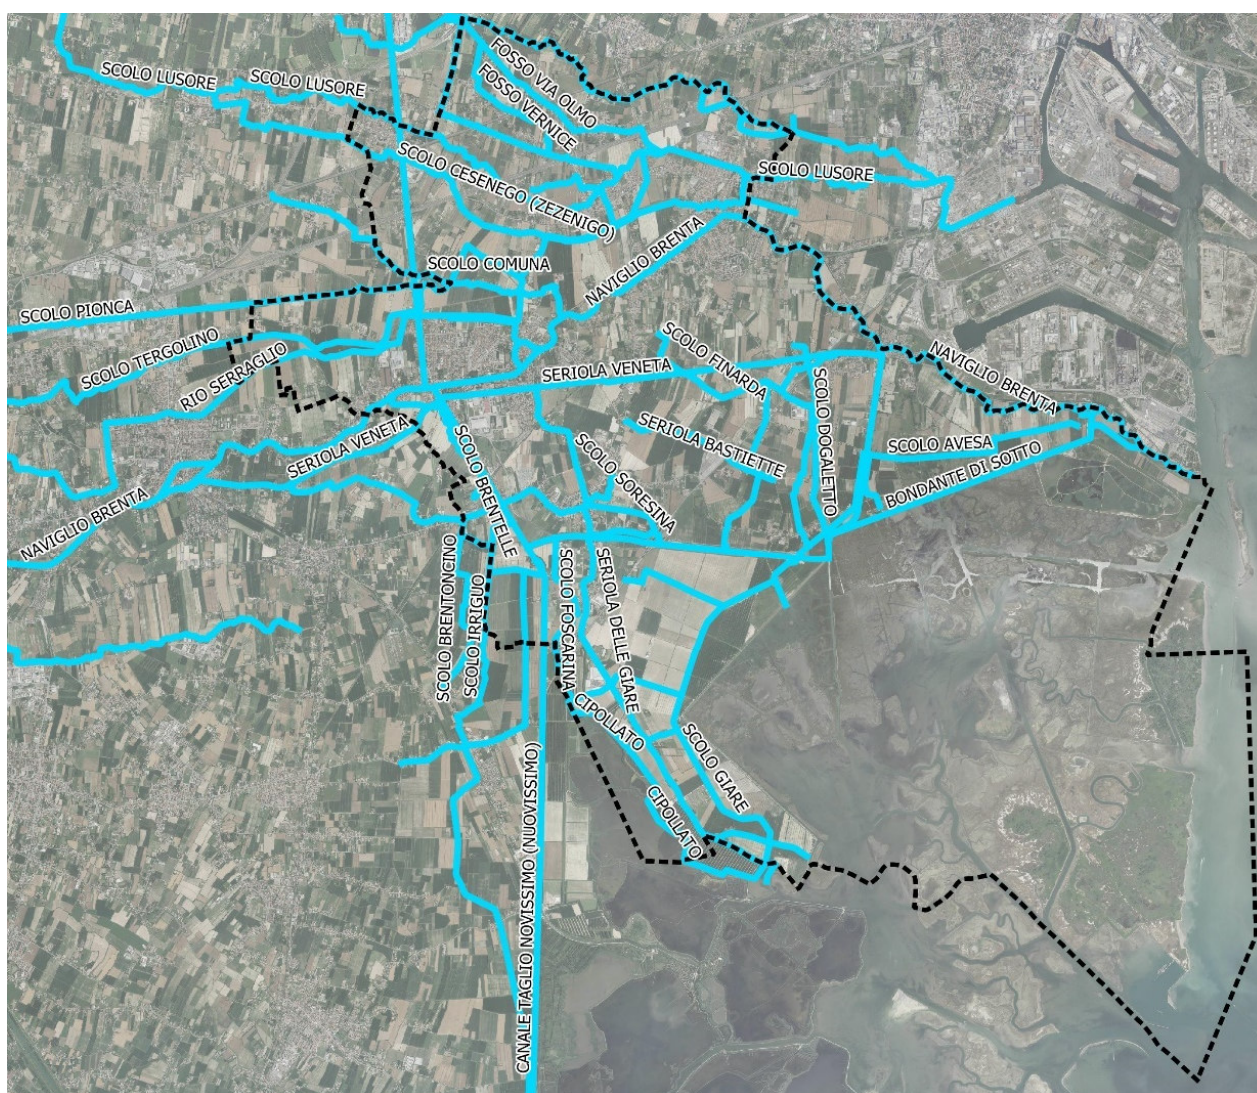 FOSSO VIA OLMO
SCOLO LUSORE
SCOLO LUSORE
FOSSO VERNICE
SCOLO CESENEGO (ZEZENIGO)
SCOLO LUSORE
NAVIGLIO BRENTA
SCOLO COMUNA
SCOLO PIONCA
SCOLO TERGOLINO
RIO SERRAGLIO
SCOLO FINARDA
SERIOLA VENETA
NAVIGLIO BRENTA
SCOLO DOGALETTO
SERIOLA VENETA
SERIOLA BASTIETTE
SCOLO AVESA
SCOLO BRENTELLE
SCOLO SORESINA
BONDANTE DI SOTTO
NAVIGLIO BRENTA
SCOLO BRENTONCINO
SCOLO IRRIGUO
SCOLO FOSCARINA
SERIOLA DELLE GIARE
CIPOLLATO
SCOLO GIARE
CIPOLLATO
CANALE TAGLIO NOVISSIMO (NUOVISSIMO)